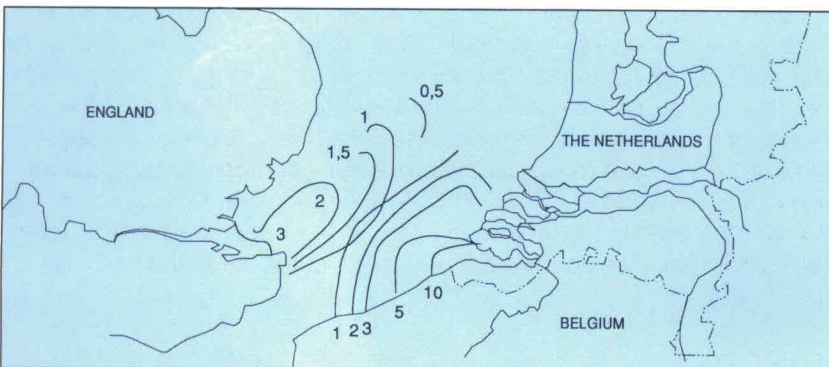 0,5
ENGLAND
1
THE NETHERLANDS
1,5
2
3
5
10
1 2 3
BELGIUM